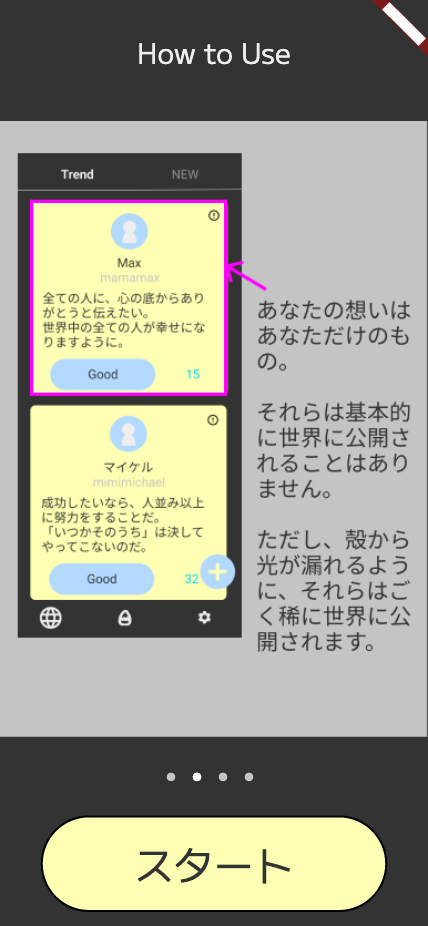 How to Use
Trend
NEW
Max
mamamax
全ての人に、心の底からあり
がとうと伝えたい。
世界中の全ての人が幸せにな
りますように。
Good
15
マイケル
mimimichael
成功したいなら、人並み以上
に努力をすることだ。
「いつかそのうち」は決して
やってこないのだ。
Good
32
あなたの想いは
あなただけのも
の。
それらは基本的
に世界に公開さ
れることはあり
ません。
ただし、殻から
光が漏れるよう
に、それらはご
く稀に世界に公
開されます。
スタート